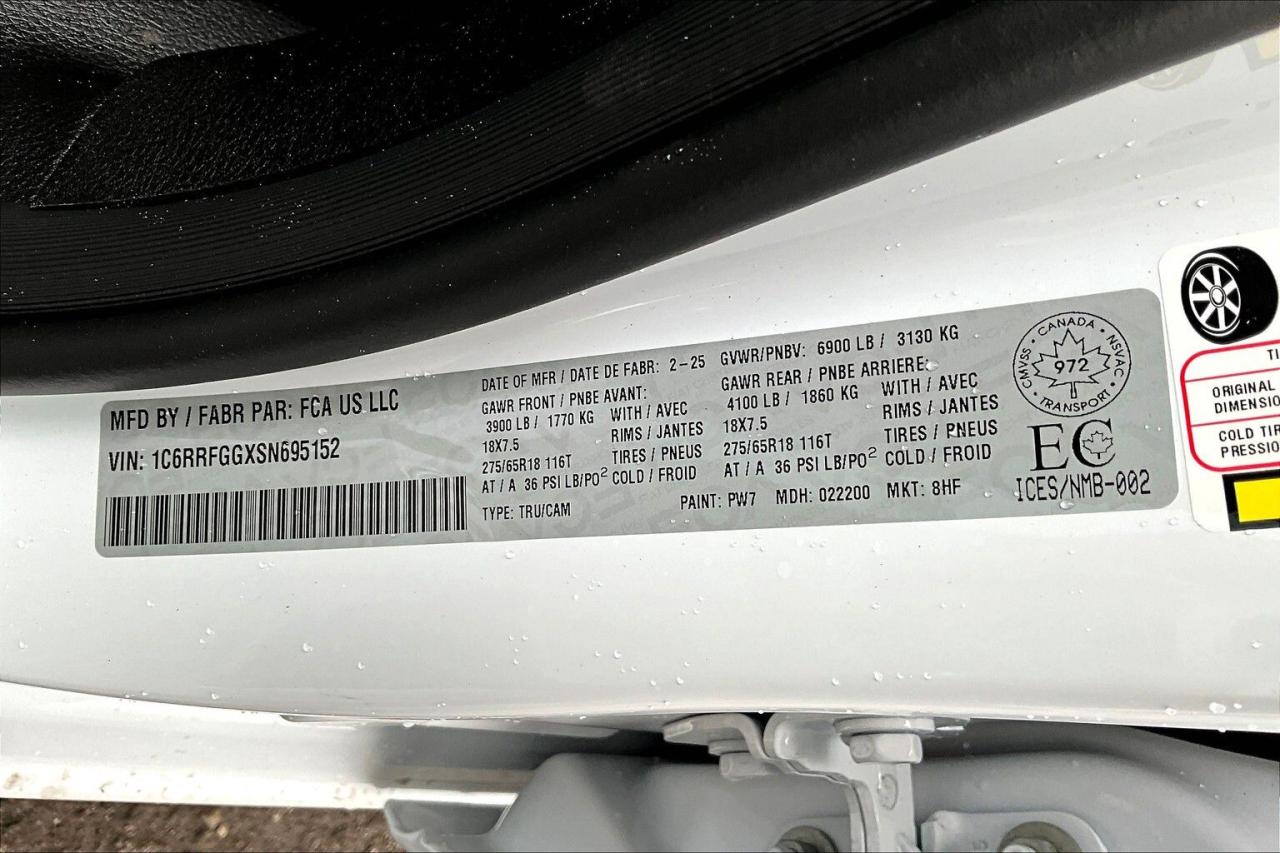 MFD BY / FABR PAR: FCA US LLC
VIN: 1C6RRFGGXSN695152
DATE OF MFR / DATE DE FABR: 2-25
GVWR/PNBV: 6900 LB / 3130 KG
GAWR FRONT / PNBE AVANT:
3900 LB / 1770 KG WITH / AVEC
18X7.5 RIMS / JANTES
275/65R18 116T TIRES / PNEUS
AT / A 36 PSI LB/PO² COLD / FROID
GAWR REAR / PNBE ARRIERE:
4100 LB / 1860 KG WITH / AVEC
18X7.5 RIMS / JANTES
275/65R18 116T TIRES / PNEUS
AT / A 36 PSI LB/PO² COLD / FROID
TYPE: TRU/CAM
PAINT: PW7 MDH: 022200 MKT: 8HF
CANADA
CMVSS · NSVAC
972
TRANSPORT
EC
ICES/NMB-002
TI
ORIGINAL
DIMENSIO
COLD TIR
PRESSIO